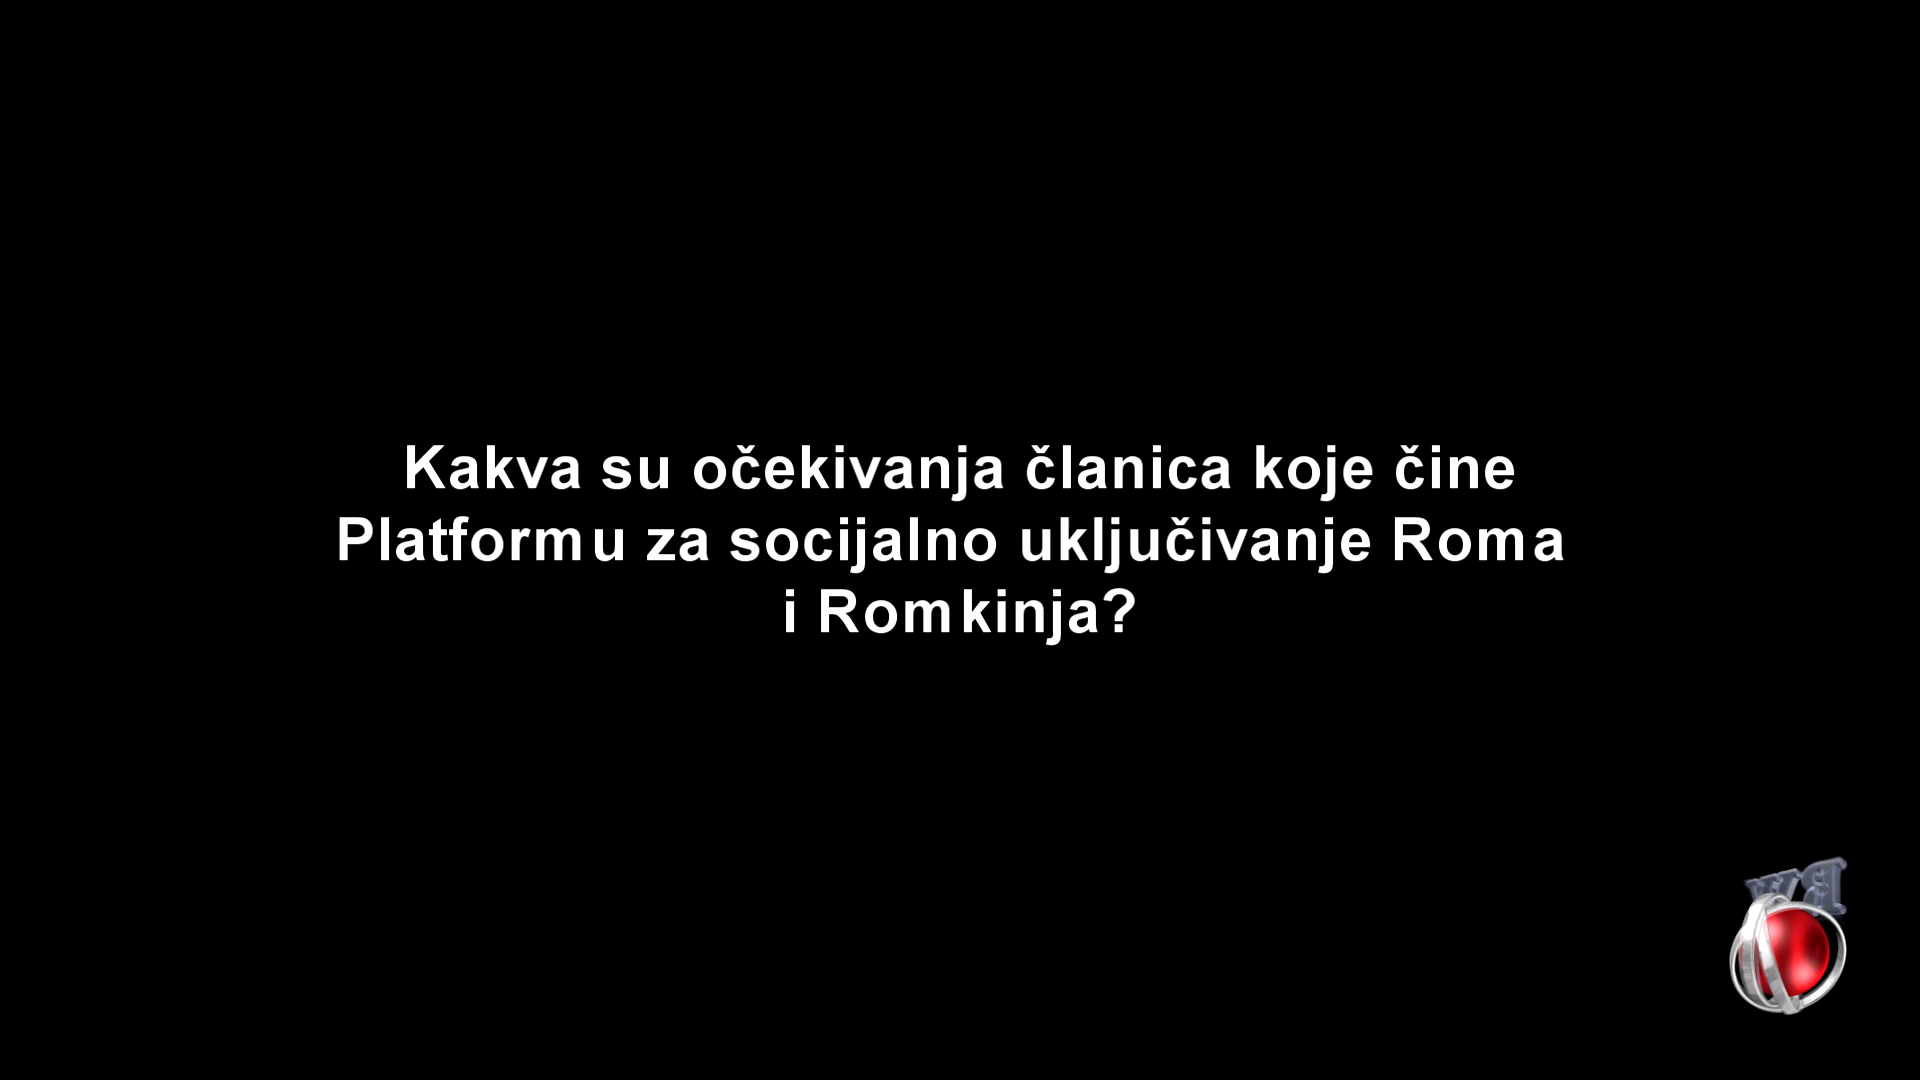 Kakva su očekivanja članica koje čine
Platformu za socijalno uključivanje Roma
i Romkinja?